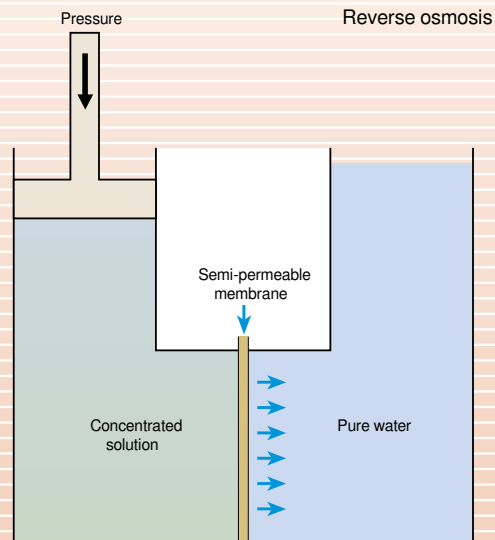 Pressure
Reverse osmosis
Semi-permeable
membrane
Concentrated
solution
Pure water